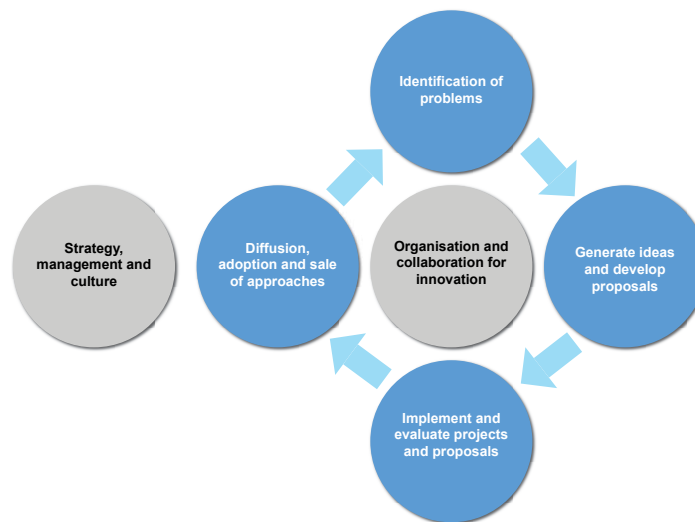 Identification of
problems
Strategy,
management and
culture
Diffusion,
adoption and sale
of approaches
Organisation and
collaboration for
innovation
Generate ideas
and develop
proposals
Implement and
evaluate projects
and proposals